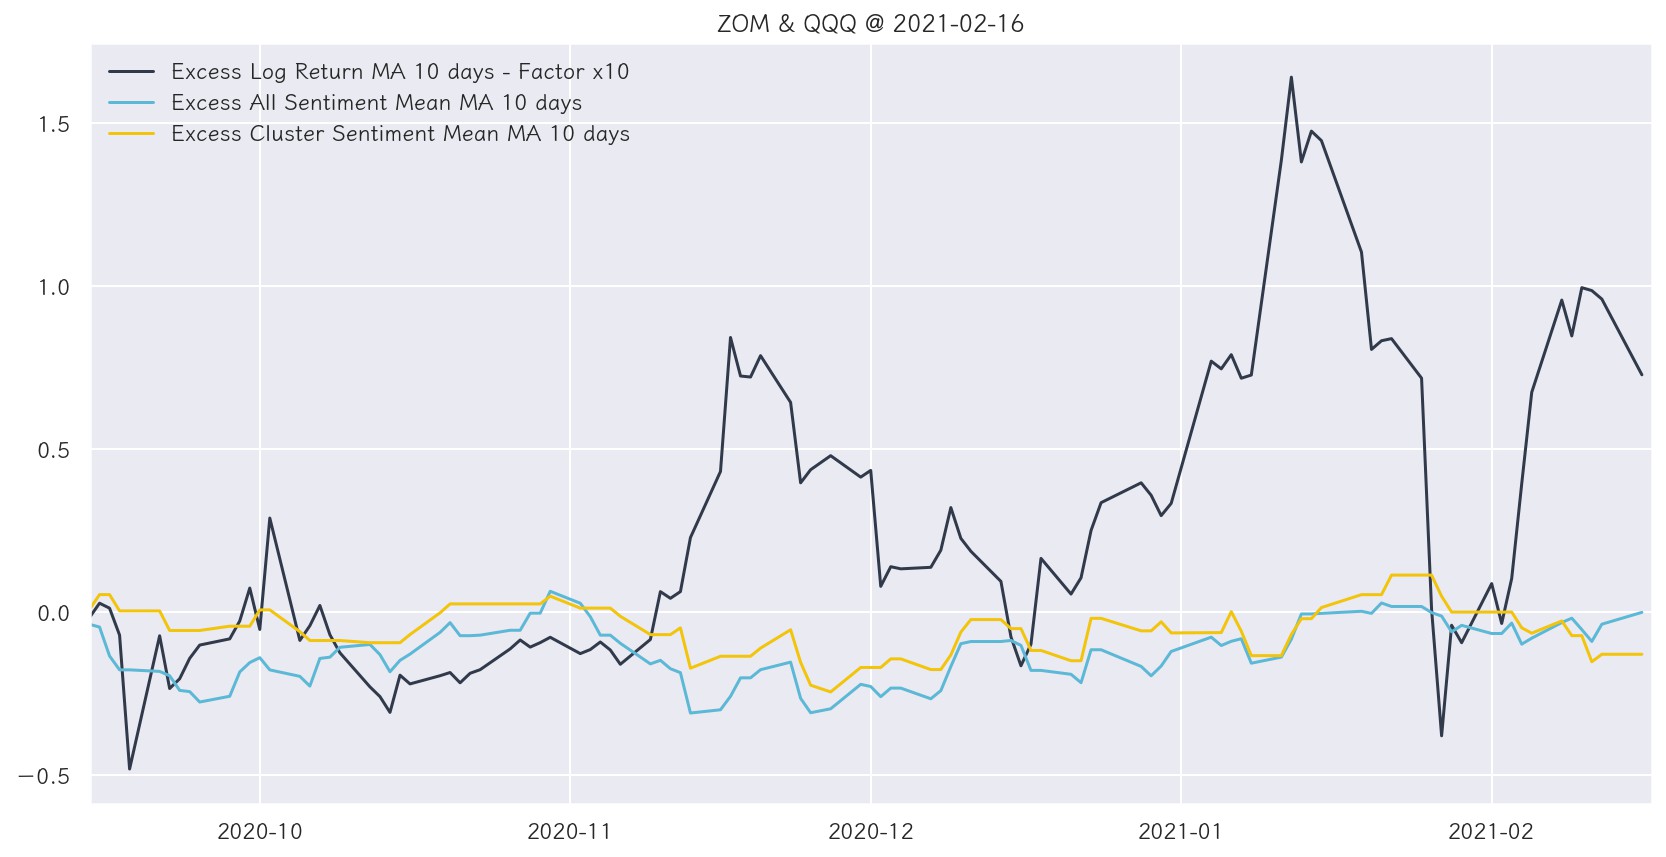 ZOM & QQQ @ 2021-02-16
Excess Log Return MA 10 days - Factor x10
Excess All Sentiment Mean MA 10 days
Excess Cluster Sentiment Mean MA 10 days
1.5
1.0
0.5
0.0
−0.5
2020-10 2020-11 2020-12 2021-01 2021-02